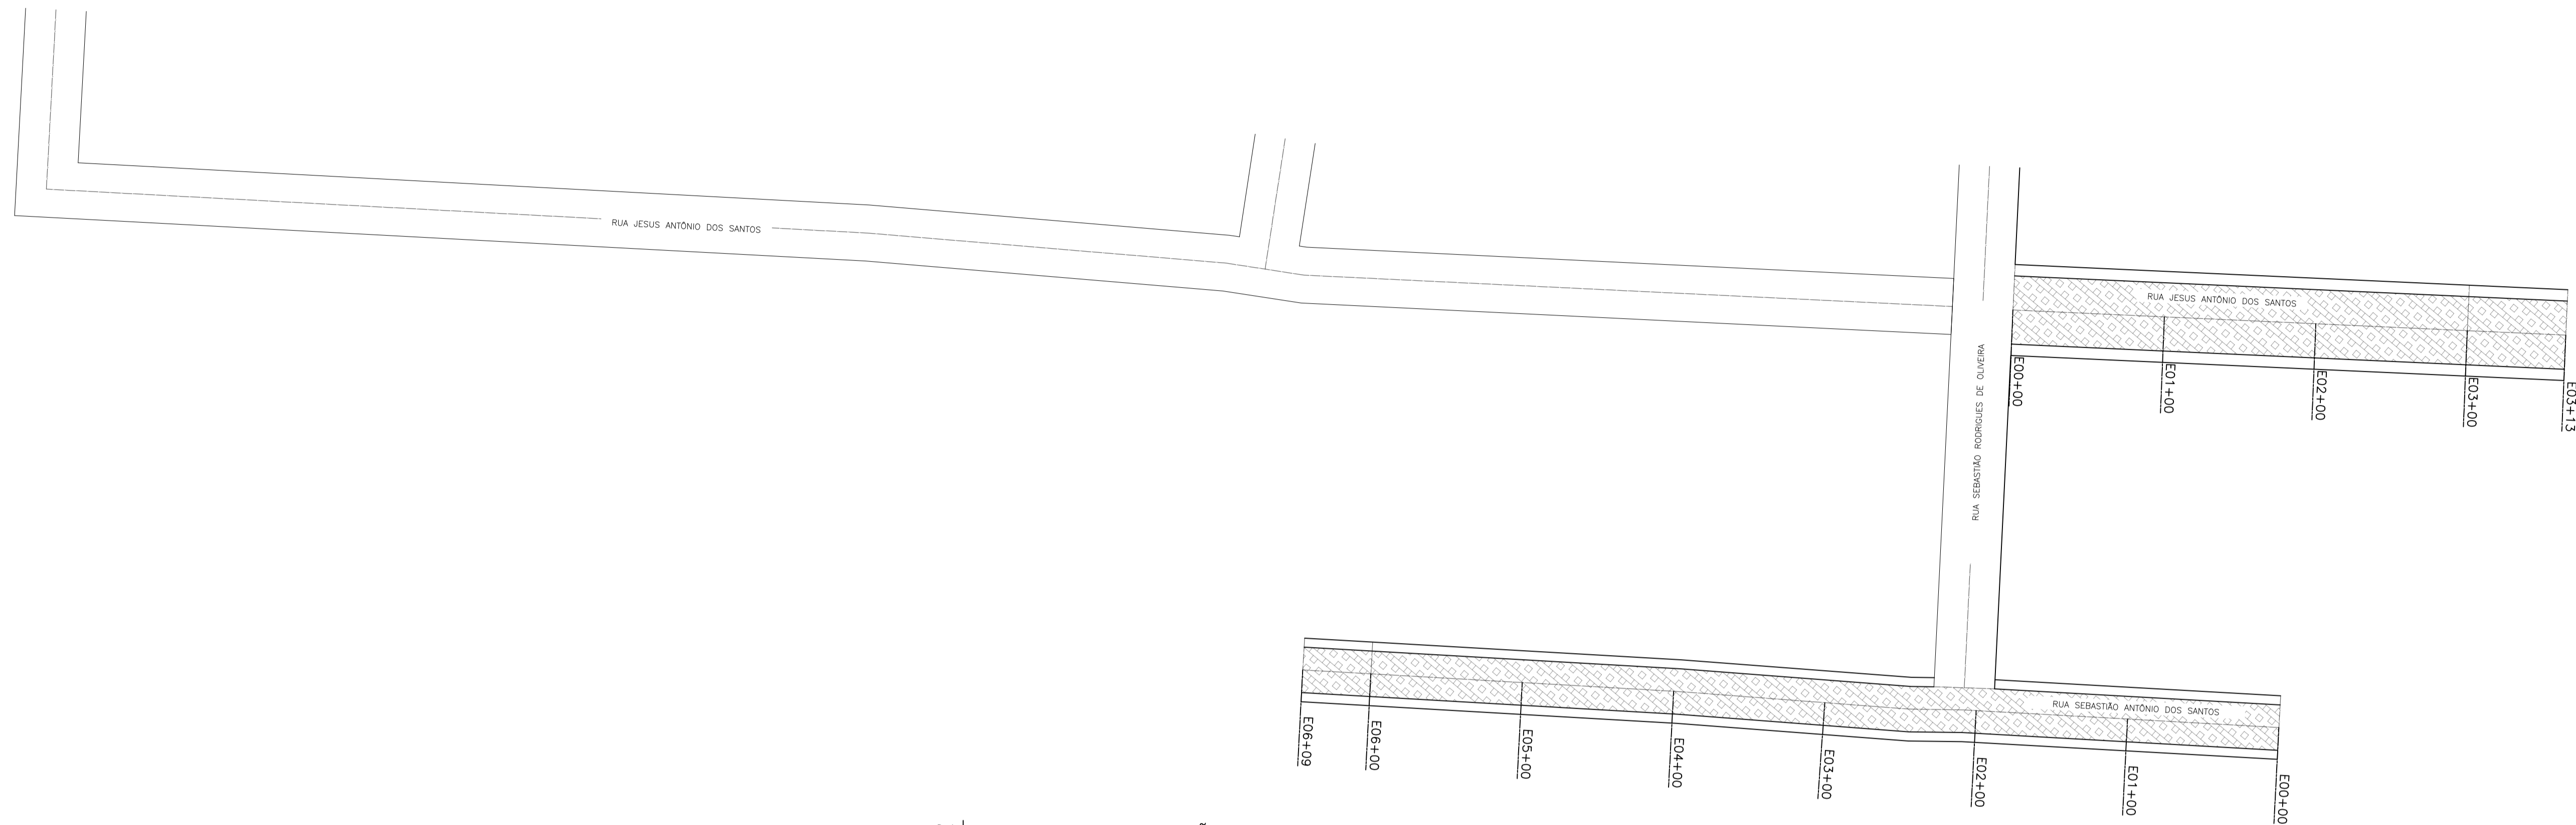 RUA JESUS ANTÔNIO DOS SANTOS
RUA JESUS ANTÔNIO DOS SANTOS
RUA SEBASTIÃO RODRIGUES DE OLIVEIRA
E00+00
E01+00
E02+00
E03+00
E03+13
RUA SEBASTIÃO ANTÔNIO DOS SANTOS
E06+09
E06+00
E05+00
E04+00
E03+00
E02+00
E01+00
E00+00